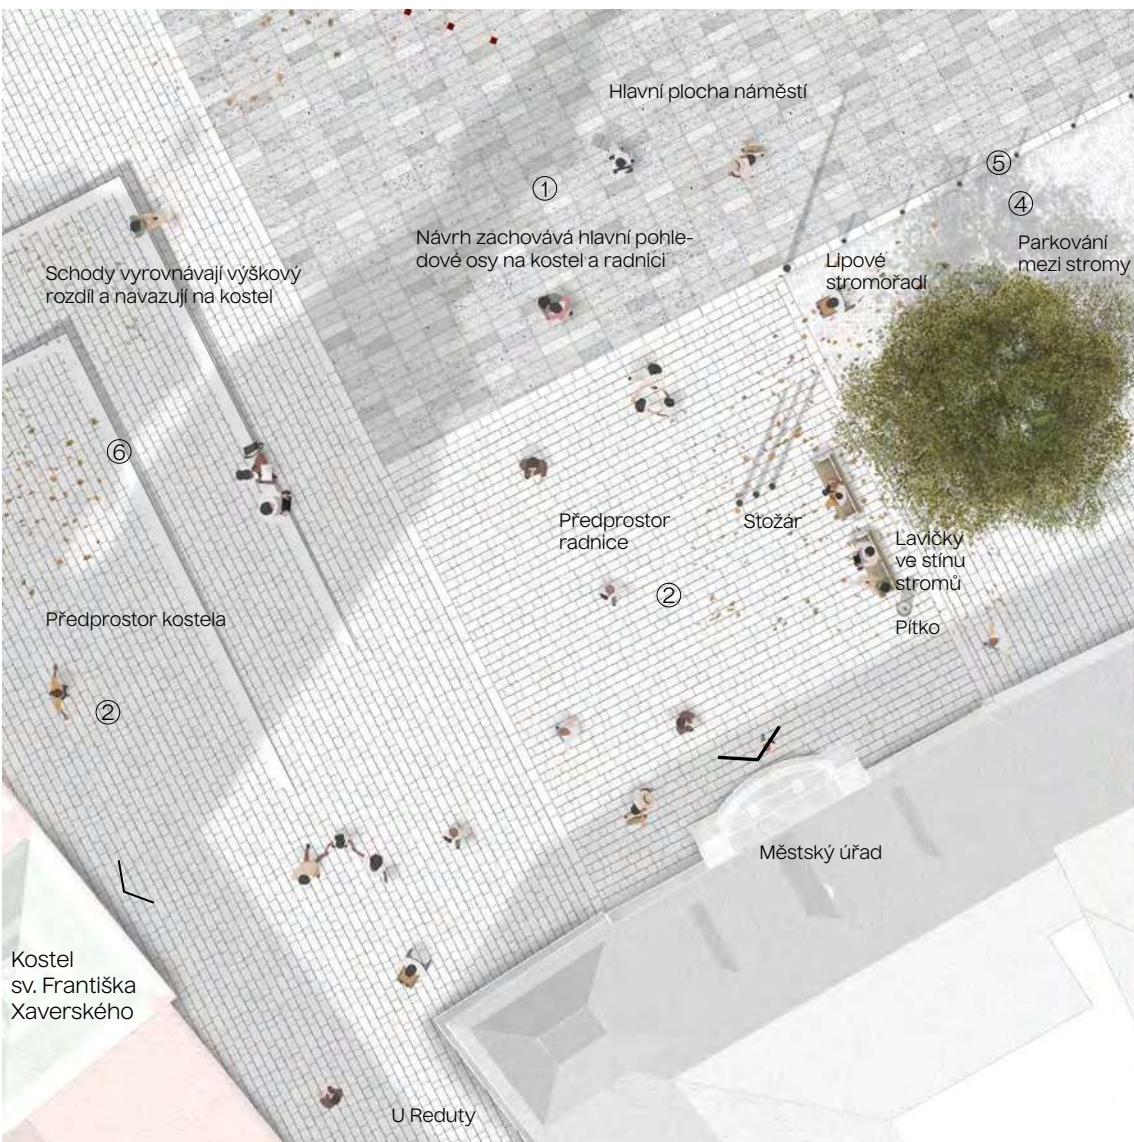 Hlavní plocha náměstí
⑤
①
④
Návrh zachovává hlavní pohle-
dové osy na kostel a radnici
Parkování
mezi stromy
Lipové
stromořadí
Schody vyrovnávají výškový
rozdíl a navazují na kostel
⑥
Předprostor
radnice
Stožár
Lavičky
ve stínu
stromů
②
Pítko
Předprostor kostela
②
Městský úřad
Kostel
sv. Františka
Xaverského
U Reduty